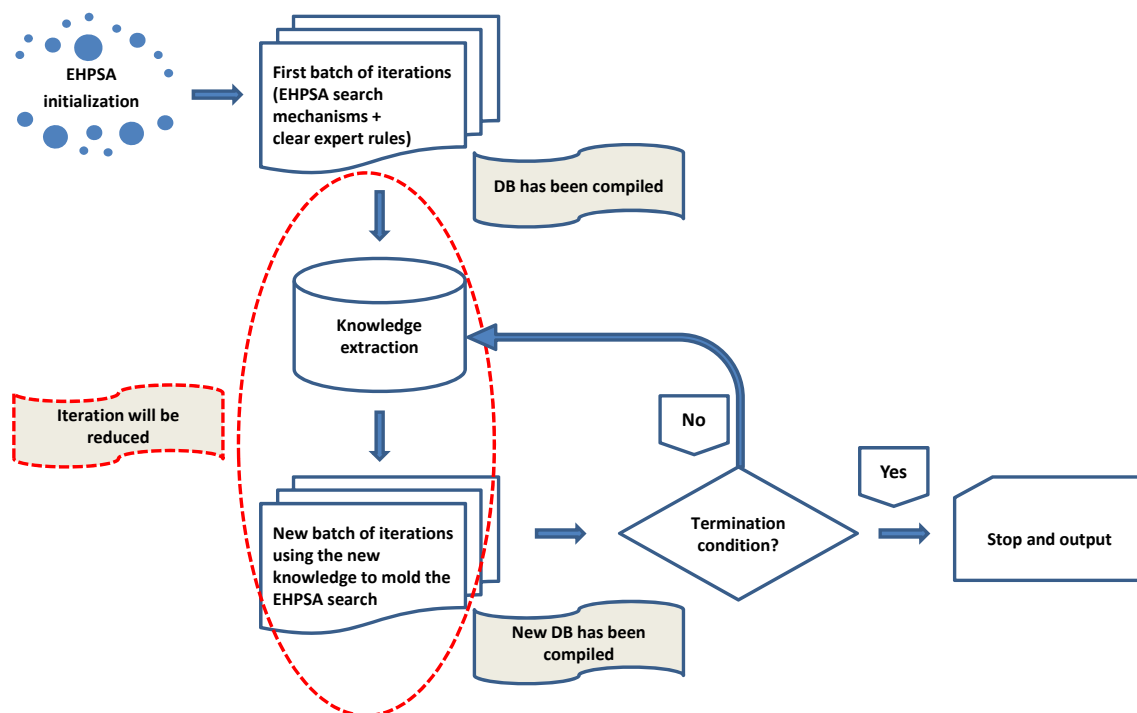 EHPSA
initialization
First batch of iterations
(EHPSA search
mechanisms +
clear expert rules)
DB has been compiled
Knowledge
extraction
Iteration will be
reduced
No
Yes
New batch of iterations
using the new
knowledge to mold the
EHPSA search
Termination
condition?
Stop and output
New DB has been
compiled